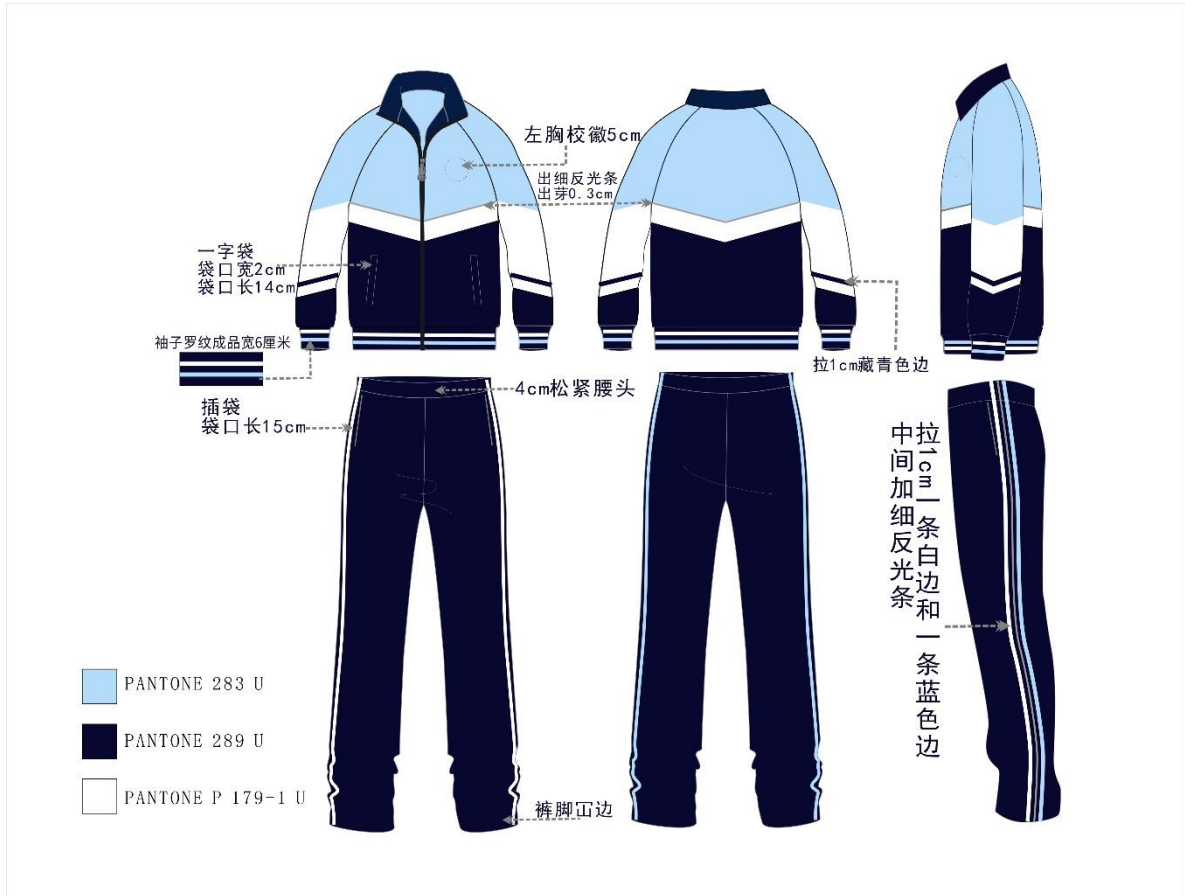 左胸校徽5cm
出细反光条
出芽0.3cm
一字袋
袋口宽2cm
袋口长14cm
袖子罗纹成品宽6厘米
拉1cm藏青色边
4cm松紧腰头
插袋
袋口长15cm
拉1cm一条白边和一条蓝色边
中间加细反光条
PANTONE 283 U
PANTONE 289 U
PANTONE P 179-1 U
裤脚冚边